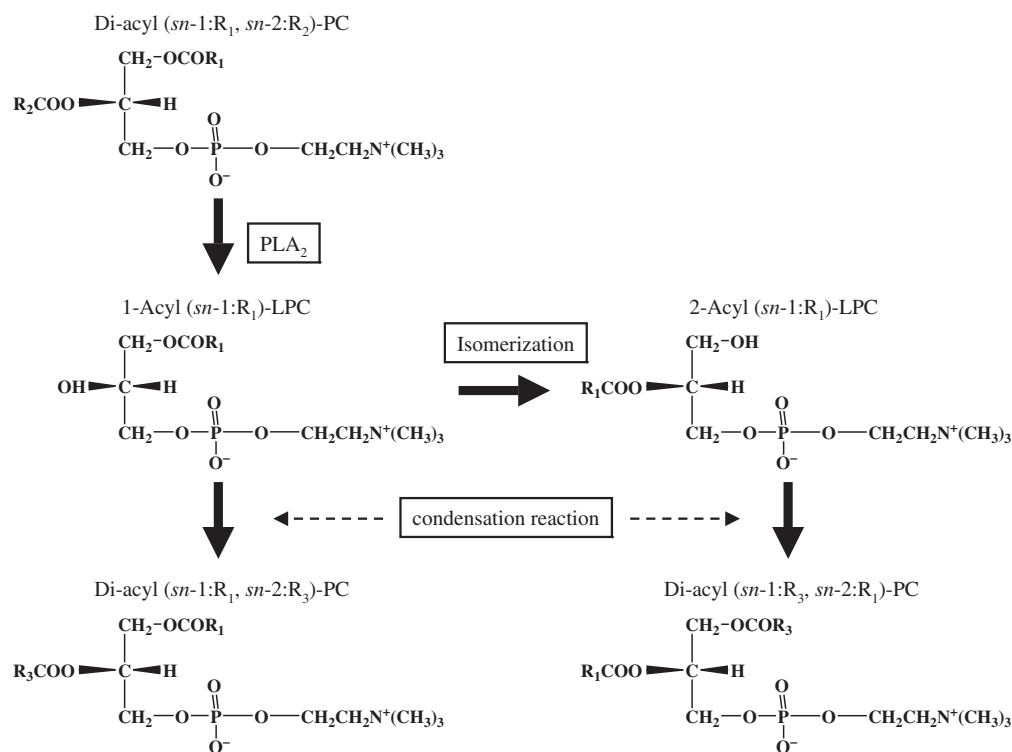 Di-acyl (sn-1:R₁, sn-2:R₂)-PC
CH₂–OCOR₁
R₂COO C H
O
CH₂—O—P—O—CH₂CH₂N⁺(CH₃)₃
O⁻
PLA₂
1-Acyl (sn-1:R₁)-LPC
CH₂–OCOR₁
OH C H
O
CH₂—O—P—O—CH₂CH₂N⁺(CH₃)₃
O⁻
Isomerization
2-Acyl (sn-1:R₁)-LPC
CH₂–OH
R₁COO C H
O
CH₂—O—P—O—CH₂CH₂N⁺(CH₃)₃
O⁻
condensation reaction
Di-acyl (sn-1:R₁, sn-2:R₃)-PC
CH₂–OCOR₁
R₃COO C H
O
CH₂—O—P—O—CH₂CH₂N⁺(CH₃)₃
O⁻
Di-acyl (sn-1:R₃, sn-2:R₁)-PC
CH₂–OCOR₃
R₁COO C H
O
CH₂—O—P—O—CH₂CH₂N⁺(CH₃)₃
O⁻